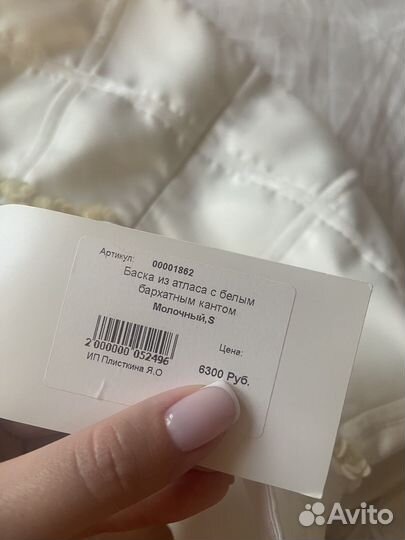 Артикул: 00001862
Баска из атласа с белым
бархатным кантом
Молочный,S
2 000000 052496
Цена:
ИП Плисткина Я.О
6300 Руб.
Avito